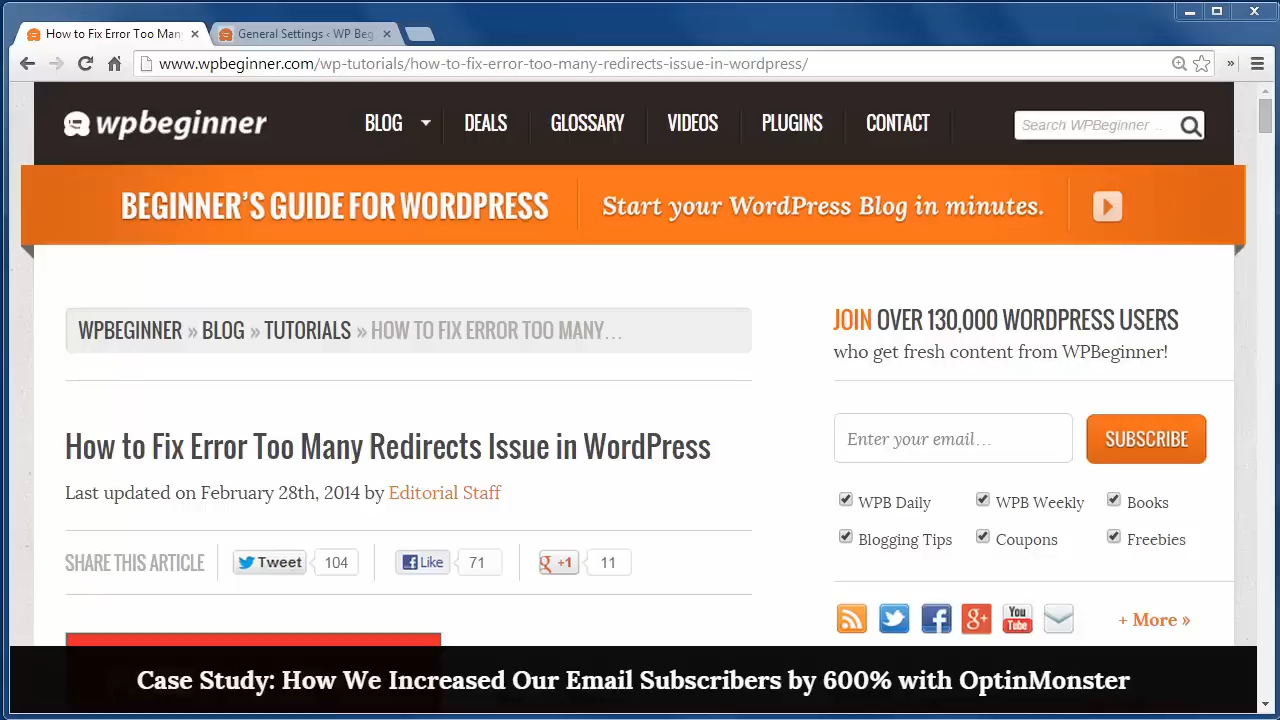 How to Fix Error Too Man
General Settings ‹ WP Beg
www.wpbeginner.com/wp-tutorials/how-to-fix-error-too-many-redirects-issue-in-wordpress/
wpbeginner
BLOG DEALS GLOSSARY VIDEOS PLUGINS CONTACT
Search WPBeginner ...
BEGINNER'S GUIDE FOR WORDPRESS
Start your WordPress Blog in minutes.
WPBEGINNER » BLOG » TUTORIALS » HOW TO FIX ERROR TOO MANY...
How to Fix Error Too Many Redirects Issue in WordPress
Last updated on February 28th, 2014 by Editorial Staff
SHARE THIS ARTICLE Tweet 104 Like 71 g +1 11
JOIN OVER 130,000 WORDPRESS USERS
who get fresh content from WPBeginner!
Enter your email... SUBSCRIBE
WPB Daily WPB Weekly Books
Blogging Tips Coupons Freebies
g+ You Tube + More »
Case Study: How We Increased Our Email Subscribers by 600% with OptinMonster